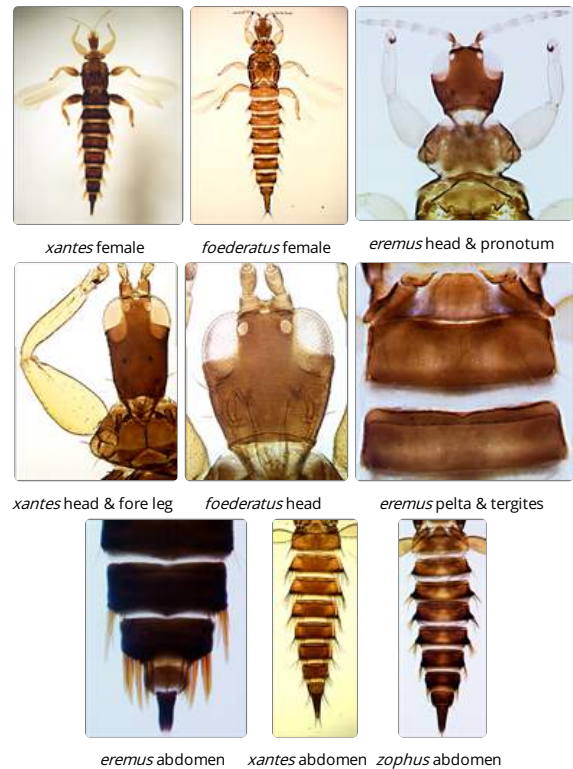 xantes female
foederatus female
eremus head & pronotum
xantes head & fore leg
foederatus head
eremus pelta & tergites
eremus abdomen
xantes abdomen
zophus abdomen